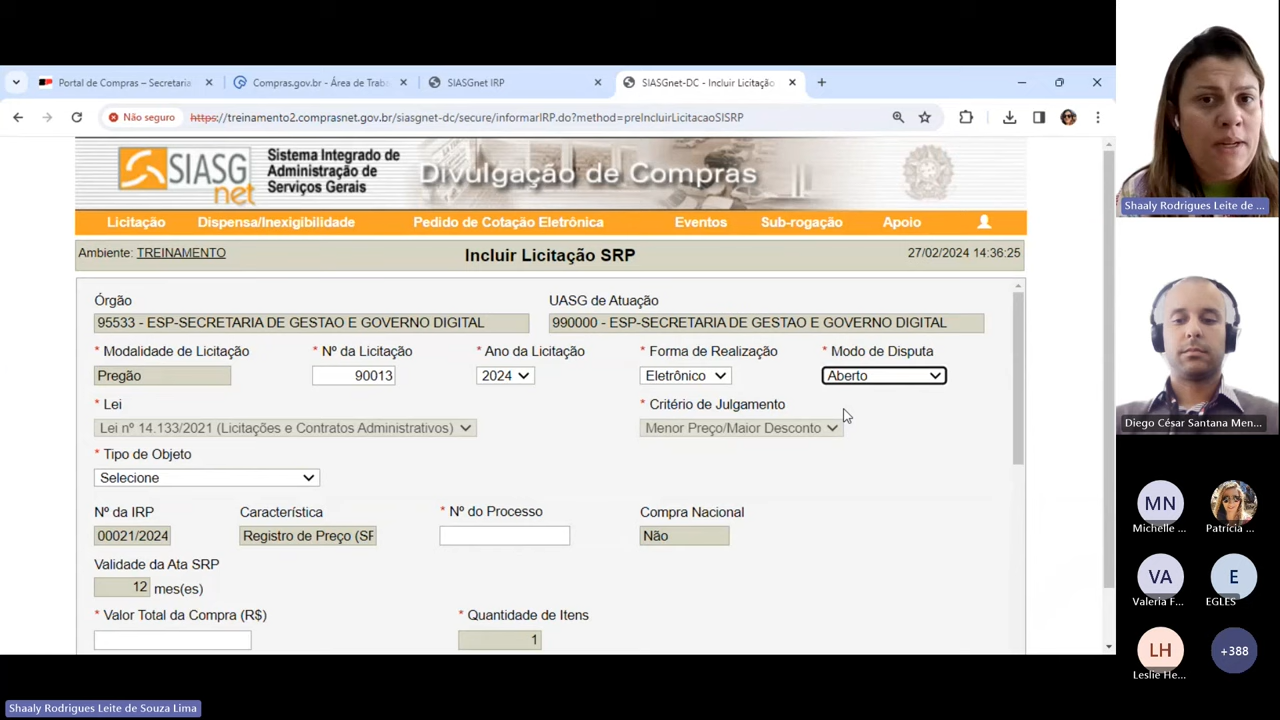 Portal de Compras – Secretaria
Compras.gov.br - Área de Trab
SIASGnet IRP
SIASGnet-DC - Incluir Licitação
Não seguro
https://treinamento2.comprasnet.gov.br/siasgnet-dc/secure/informarIRP.do?method=preIncluirLicitacaoSISRP
SIASG
net
Sistema Integrado de
Administração de
Serviços Gerais
Divulgação de Compras
Licitação Dispensa/Inexigibilidade Pedido de Cotação Eletrônica Eventos Sub-rogação Apoio
Ambiente: TREINAMENTO
Incluir Licitação SRP
27/02/2024 14:36:25
Órgão UASG de Atuação
95533 - ESP-SECRETARIA DE GESTAO E GOVERNO DIGITAL 990000 - ESP-SECRETARIA DE GESTAO E GOVERNO DIGITAL
* Modalidade de Licitação * Nº da Licitação * Ano da Licitação * Forma de Realização * Modo de Disputa
Pregão 90013 2024 Eletrônico Aberto
* Lei * Critério de Julgamento
Lei nº 14.133/2021 (Licitações e Contratos Administrativos) Menor Preço/Maior Desconto
* Tipo de Objeto
Selecione
Nº da IRP Característica * Nº do Processo Compra Nacional
00021/2024 Registro de Preço (SF Não
Validade da Ata SRP
12 mes(es)
* Valor Total da Compra (R$) * Quantidade de Itens
1
Shaaly Rodrigues Leite de ...
Diego César Santana Men...
MN
Michelle ... Patrícia ...
VA E
Valeria F... EGLES
LH +388
Leslie He...
Shaaly Rodrigues Leite de Souza Lima